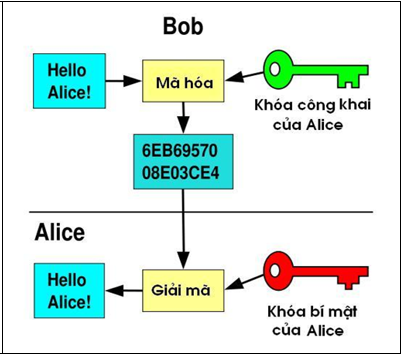 Bob
Hello
Alice!
Mã hóa
Khóa công khai
của Alice
6EB69570
08E03CE4
Alice
Hello
Alice!
Giải mã
Khóa bí mật
của Alice